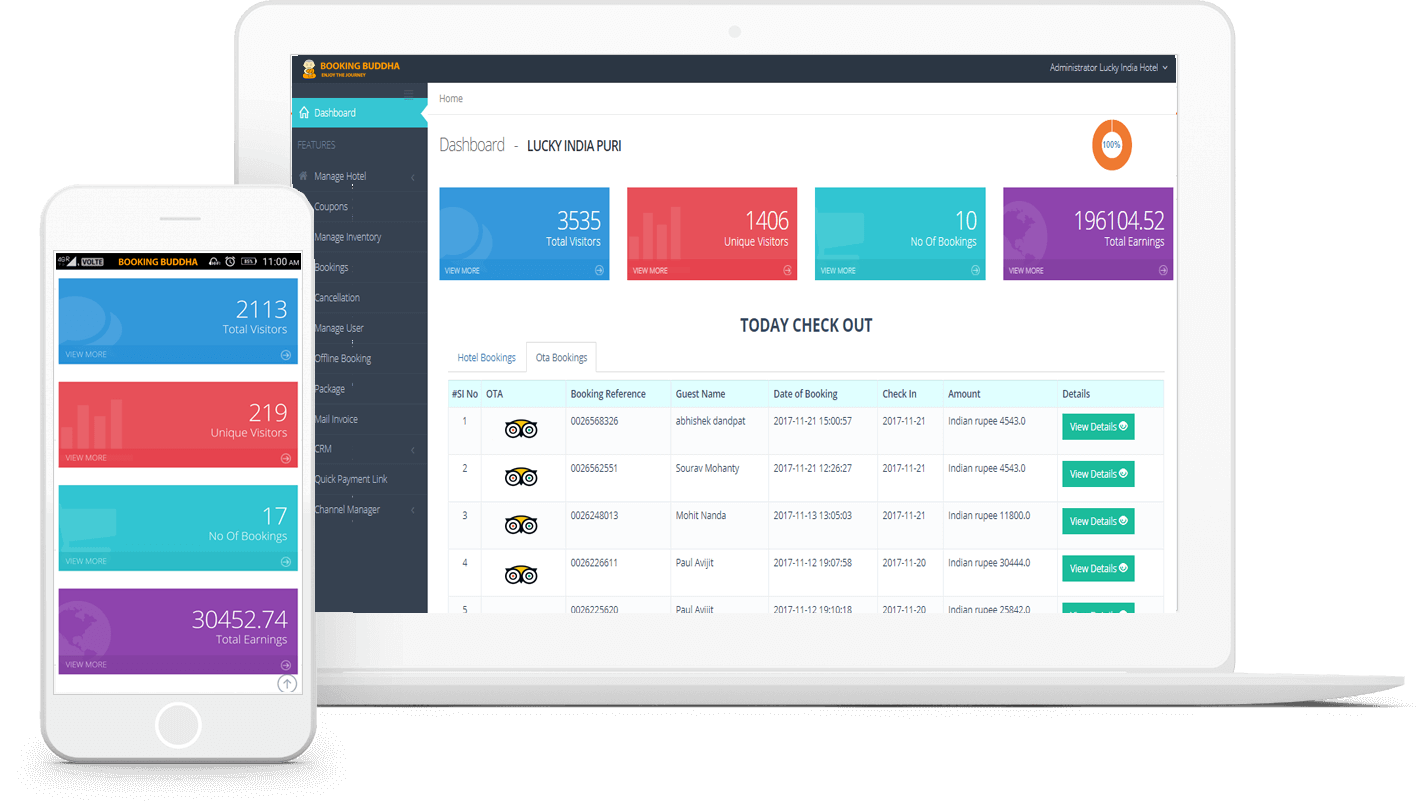 BOOKING BUDDHA
ENJOY THE JOURNEY
Administrator Lucky India Hotel
Dashboard
FEATURES
Manage Hotel
Coupons
Manage Inventory
Bookings
Cancellation
Manage User
Offline Booking
Package
Mail Invoice
CRM
Quick Payment Link
Channel Manager
Home
Dashboard - LUCKY INDIA PURI
100%
3535
Total Visitors
VIEW MORE
1406
Unique Visitors
VIEW MORE
10
No Of Bookings
VIEW MORE
196104.52
Total Earnings
VIEW MORE
TODAY CHECK OUT
Hotel Bookings Ota Bookings
#Sl No OTA Booking Reference Guest Name Date of Booking Check In Amount Details
1 0026568326 abhishek dandpat 2017-11-21 15:00:57 2017-11-21 Indian rupee 4543.0 View Details
2 0026562551 Sourav Mohanty 2017-11-21 12:26:27 2017-11-21 Indian rupee 4543.0 View Details
3 0026248013 Mohit Nanda 2017-11-13 13:05:03 2017-11-21 Indian rupee 11800.0 View Details
4 0026226611 Paul Avijit 2017-11-12 19:07:58 2017-11-20 Indian rupee 30444.0 View Details
5 0026225620 Paul Avijit 2017-11-12 19:10:18 2017-11-20 Indian rupee 25842.0
VOLTE BOOKING BUDDHA 11:00 AM
2113
Total Visitors
VIEW MORE
219
Unique Visitors
VIEW MORE
17
No Of Bookings
VIEW MORE
30452.74
Total Earnings
VIEW MORE